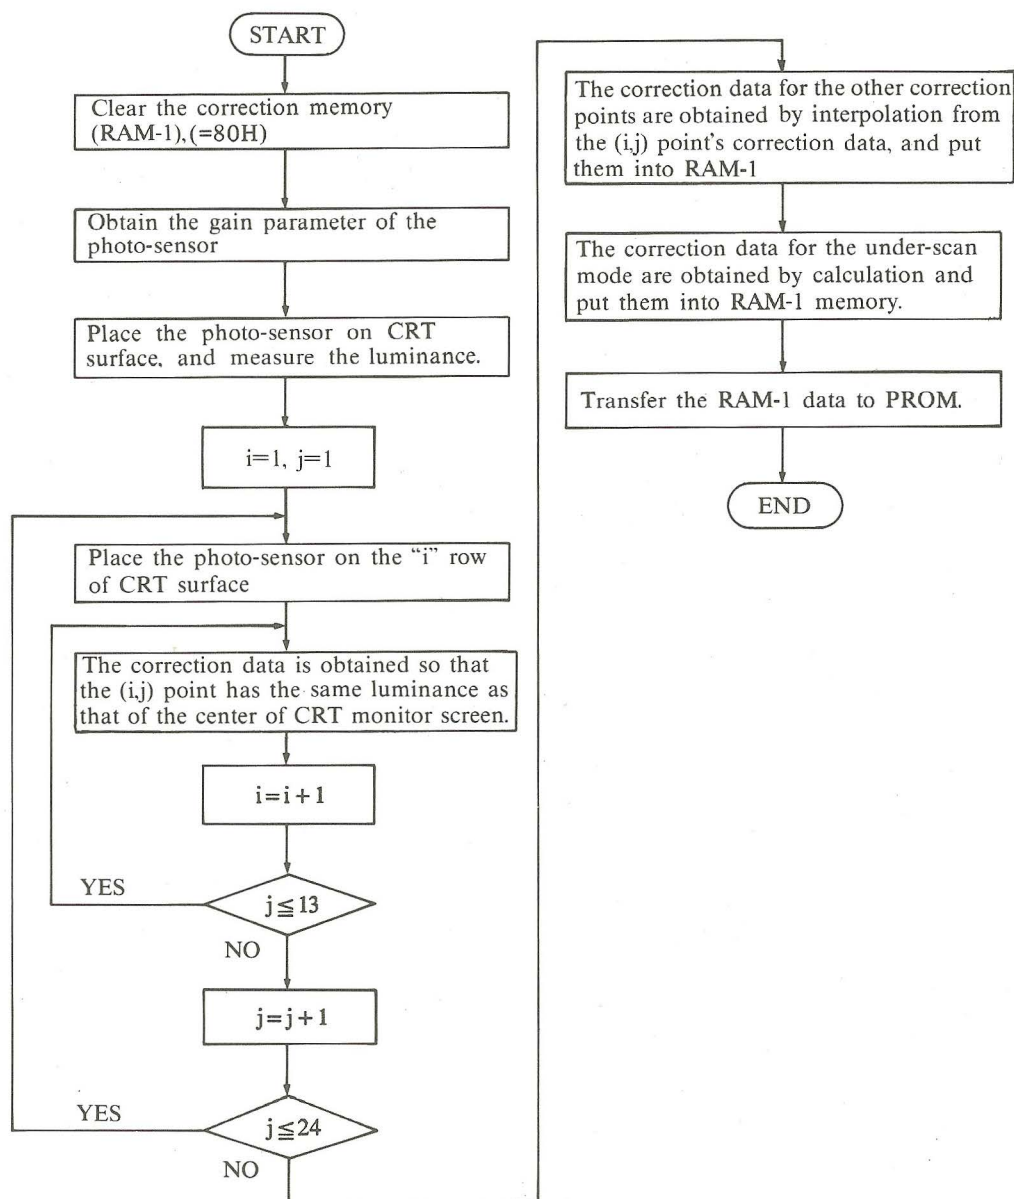 START
Clear the correction memory
(RAM-1),(=80H)
Obtain the gain parameter of the
photo-sensor
Place the photo-sensor on CRT
surface, and measure the luminance.
i=1, j=1
Place the photo-sensor on the “i” row
of CRT surface
The correction data is obtained so that
the (i,j) point has the same luminance as
that of the center of CRT monitor screen.
i=i+1
j≦13
YES
NO
j=j+1
j≦24
YES
NO
The correction data for the other correction
points are obtained by interpolation from
the (i,j) point's correction data, and put
them into RAM-1
The correction data for the under-scan
mode are obtained by calculation and
put them into RAM-1 memory.
Transfer the RAM-1 data to PROM.
END